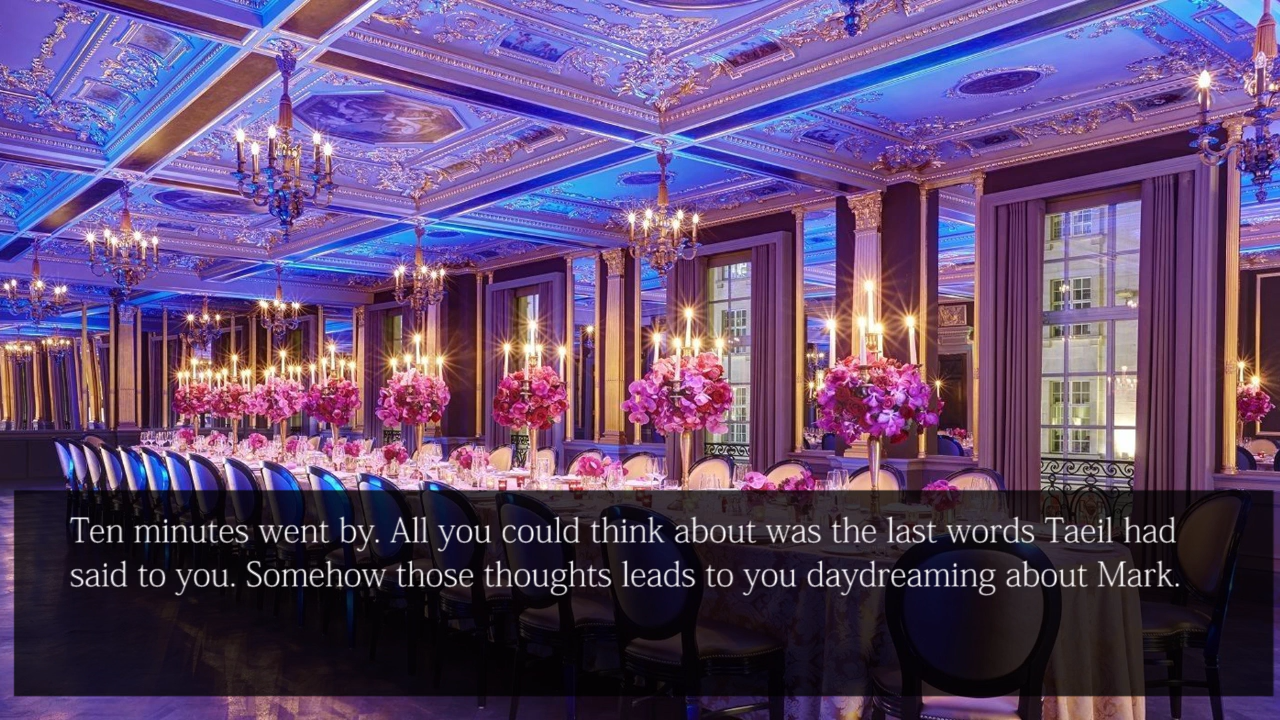 Ten minutes went by. All you could think about was the last words Taeil had
said to you. Somehow those thoughts leads to you daydreaming about Mark.